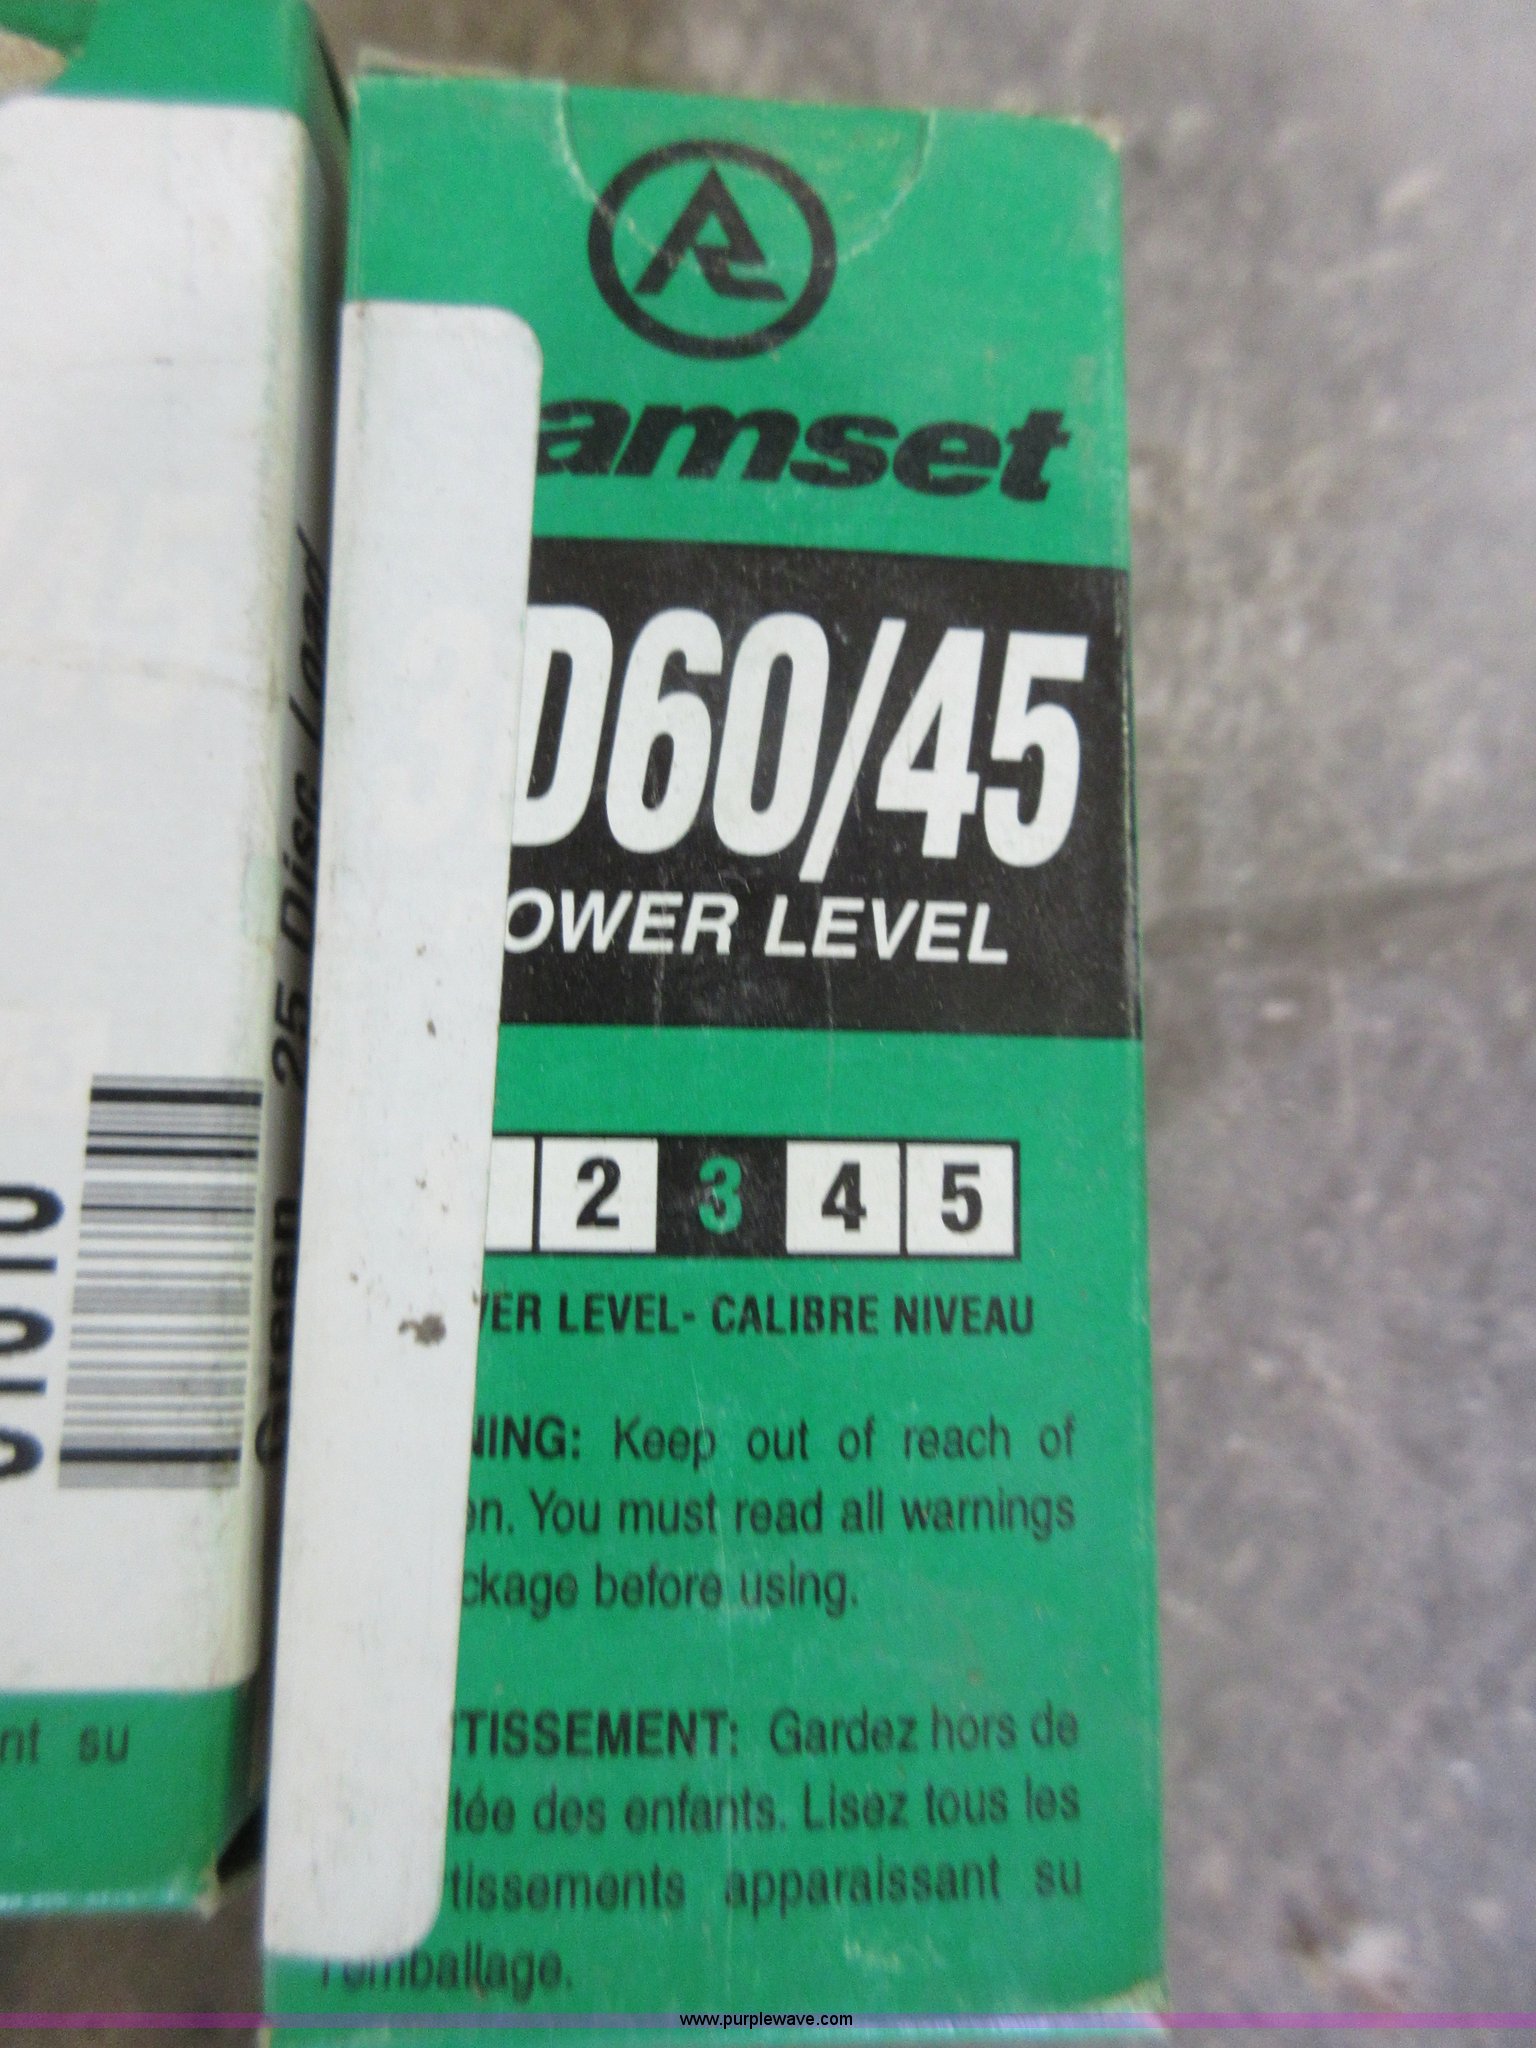 amset
D60/45
OWER LEVEL
2 3 4 5
VER LEVEL- CALIBRE NIVEAU
NING: Keep out of reach of
en. You must read all warnings
ckage before using.
TISSEMENT: Gardez hors de
tée des enfants. Lisez tous les
tissements apparaissant su
l'emballage.
25 Disc Load
Green
nt su
www.purplewave.com